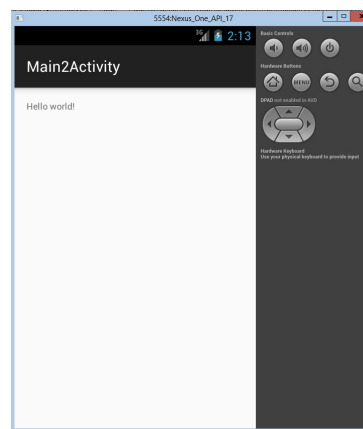 5554:Nexus_One_API_17
3G 2:13
Main2Activity
Hello world!
Basic Controls
Hardware Buttons
MENU
DPAD not enabled in AVD
Hardware Keyboard
Use your physical keyboard to provide input